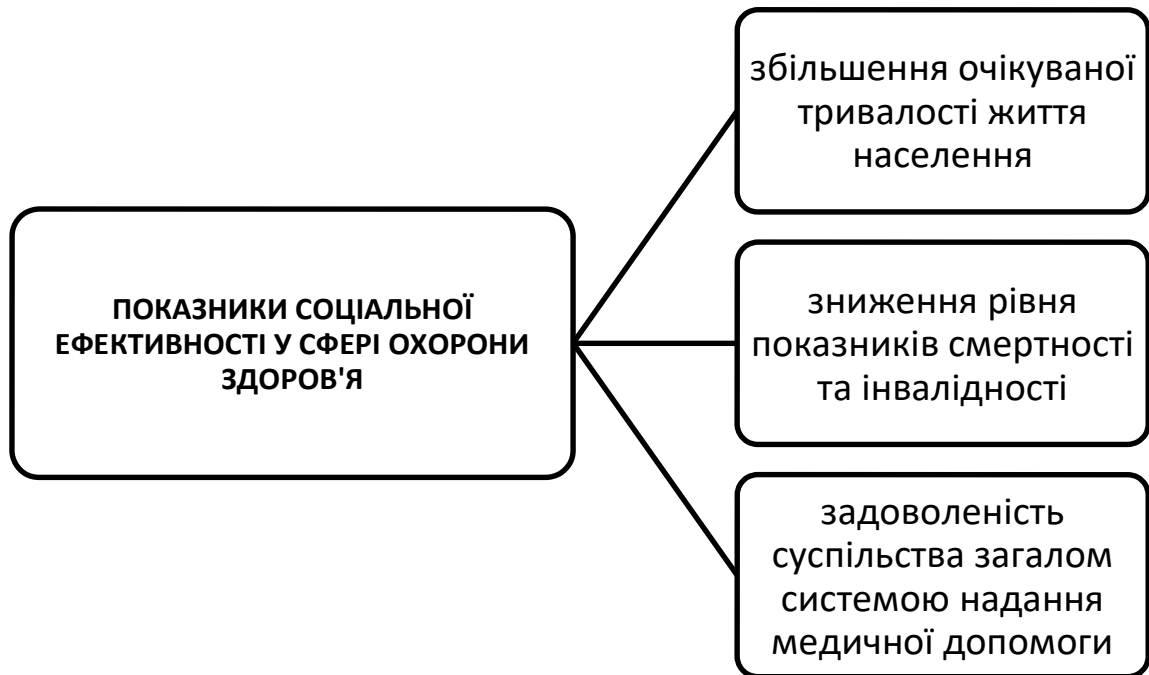 ПОКАЗНИКИ СОЦІАЛЬНОЇ
ЕФЕКТИВНОСТІ У СФЕРІ ОХОРОНИ
ЗДОРОВ'Я
збільшення очікуваної
тривалості життя
населення
зниження рівня
показників смертності
та інвалідності
задоволеність
суспільства загалом
системою надання
медичної допомоги